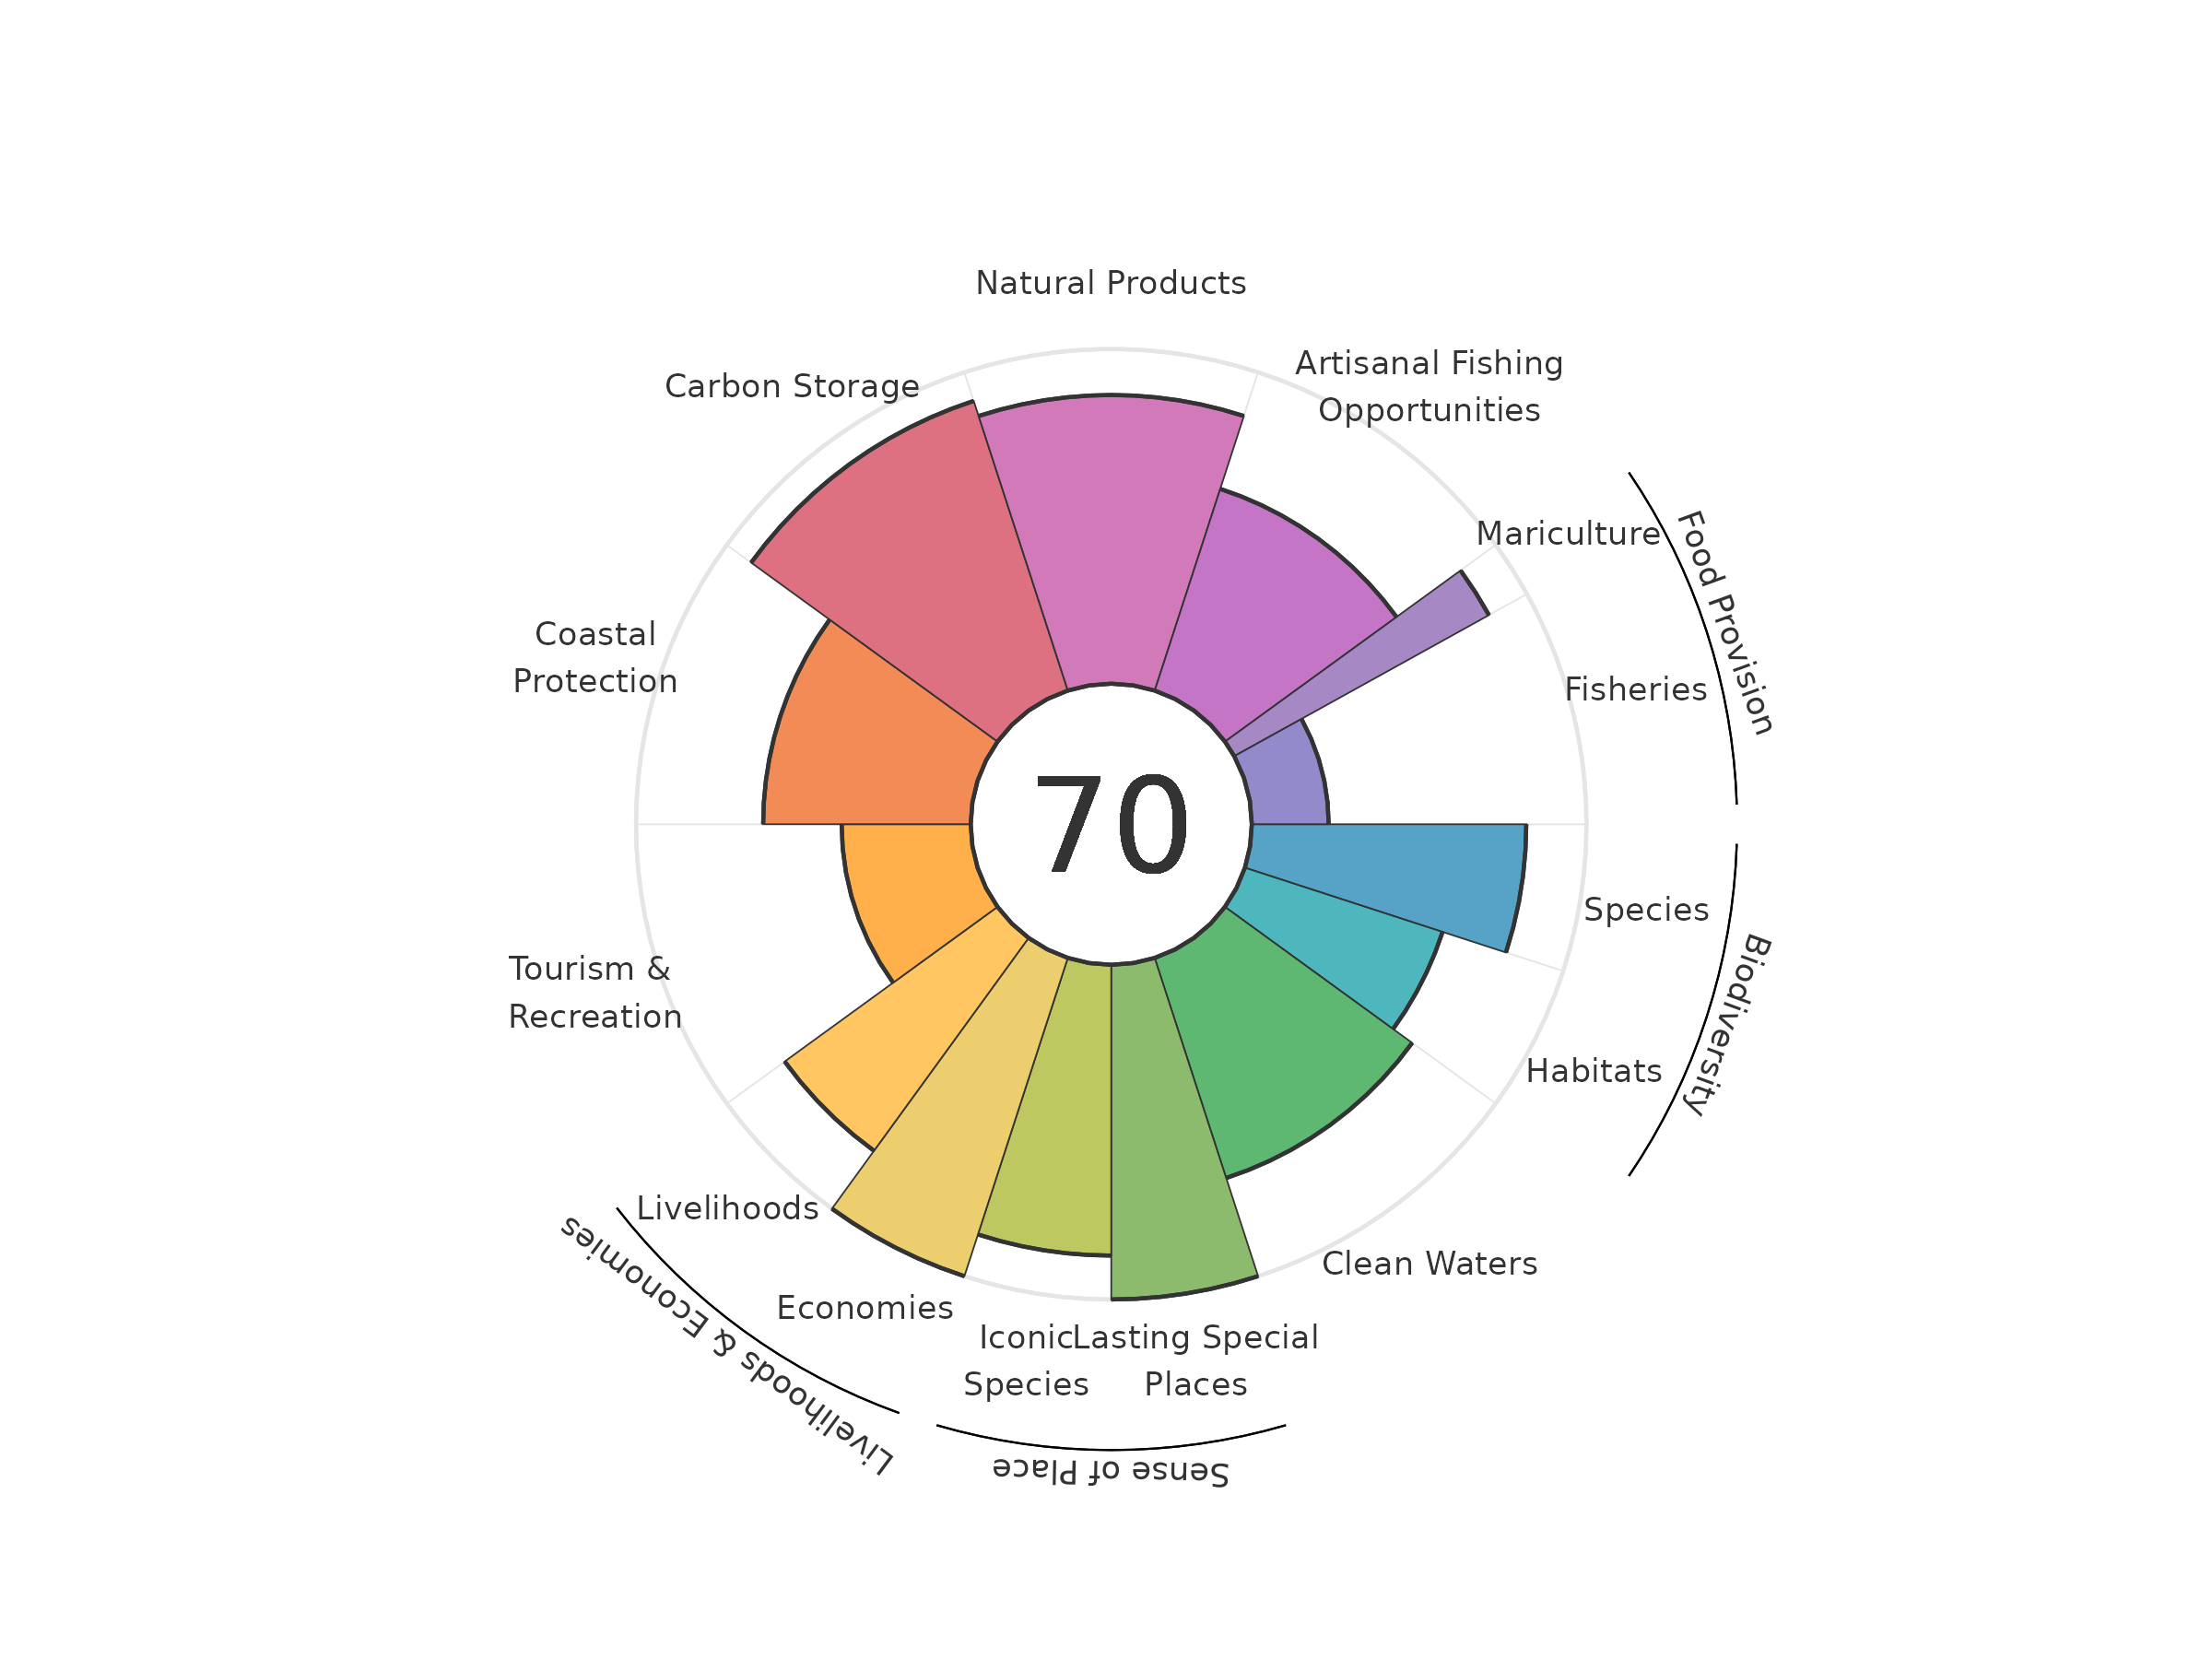 Natural Products
Artisanal Fishing
Opportunities
Carbon Storage
Mariculture
Food Provision
Coastal
Protection
Fisheries
70
Species
Biodiversity
Tourism &
Recreation
Habitats
Livelihoods
Livelihoods & Economies
Clean Waters
Economies
Iconic
Species
Lasting Special
Places
Sense of Place